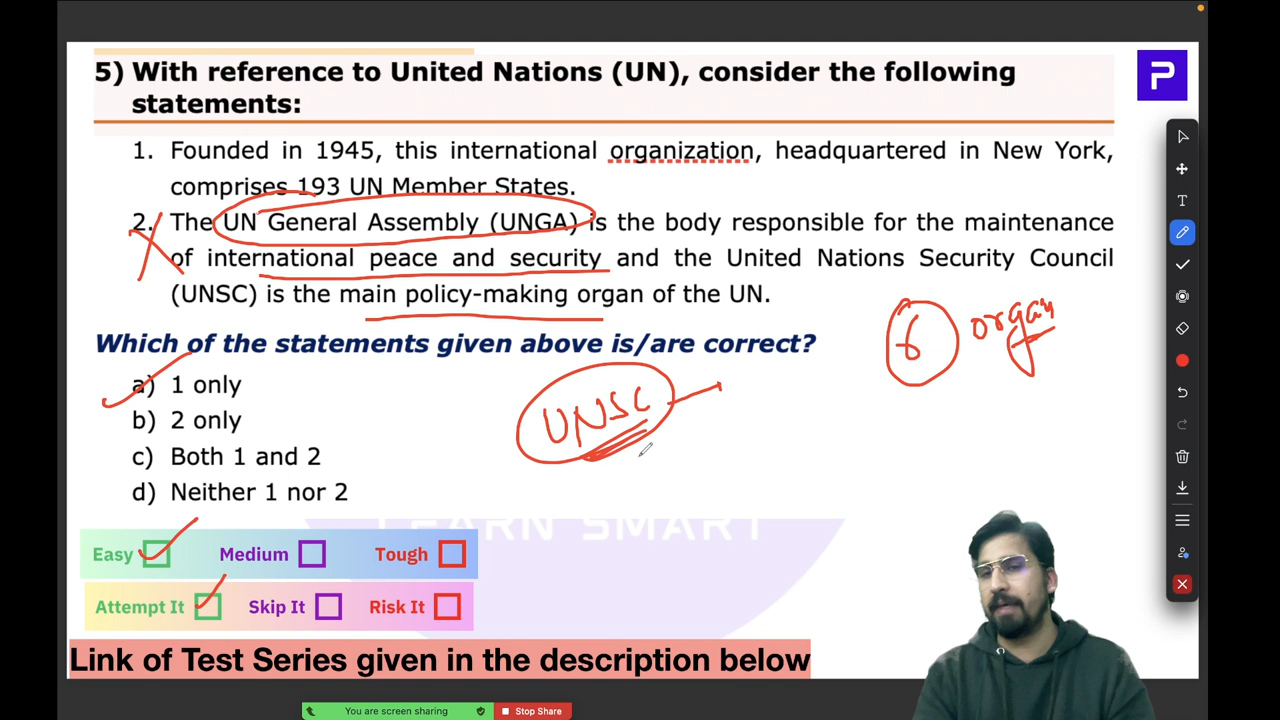 5) With reference to United Nations (UN), consider the following
statements:
1. Founded in 1945, this international organization, headquartered in New York,
comprises 193 UN Member States.
2. The UN General Assembly (UNGA) is the body responsible for the maintenance
of international peace and security and the United Nations Security Council
(UNSC) is the main policy-making organ of the UN.
6 organ
Which of the statements given above is/are correct?
a) 1 only
UNSC
b) 2 only
c) Both 1 and 2
d) Neither 1 nor 2
LEARN SMART
Easy Medium Tough
Attempt It Skip It Risk It
Link of Test Series given in the description below
You are screen sharing Stop Share
P
T